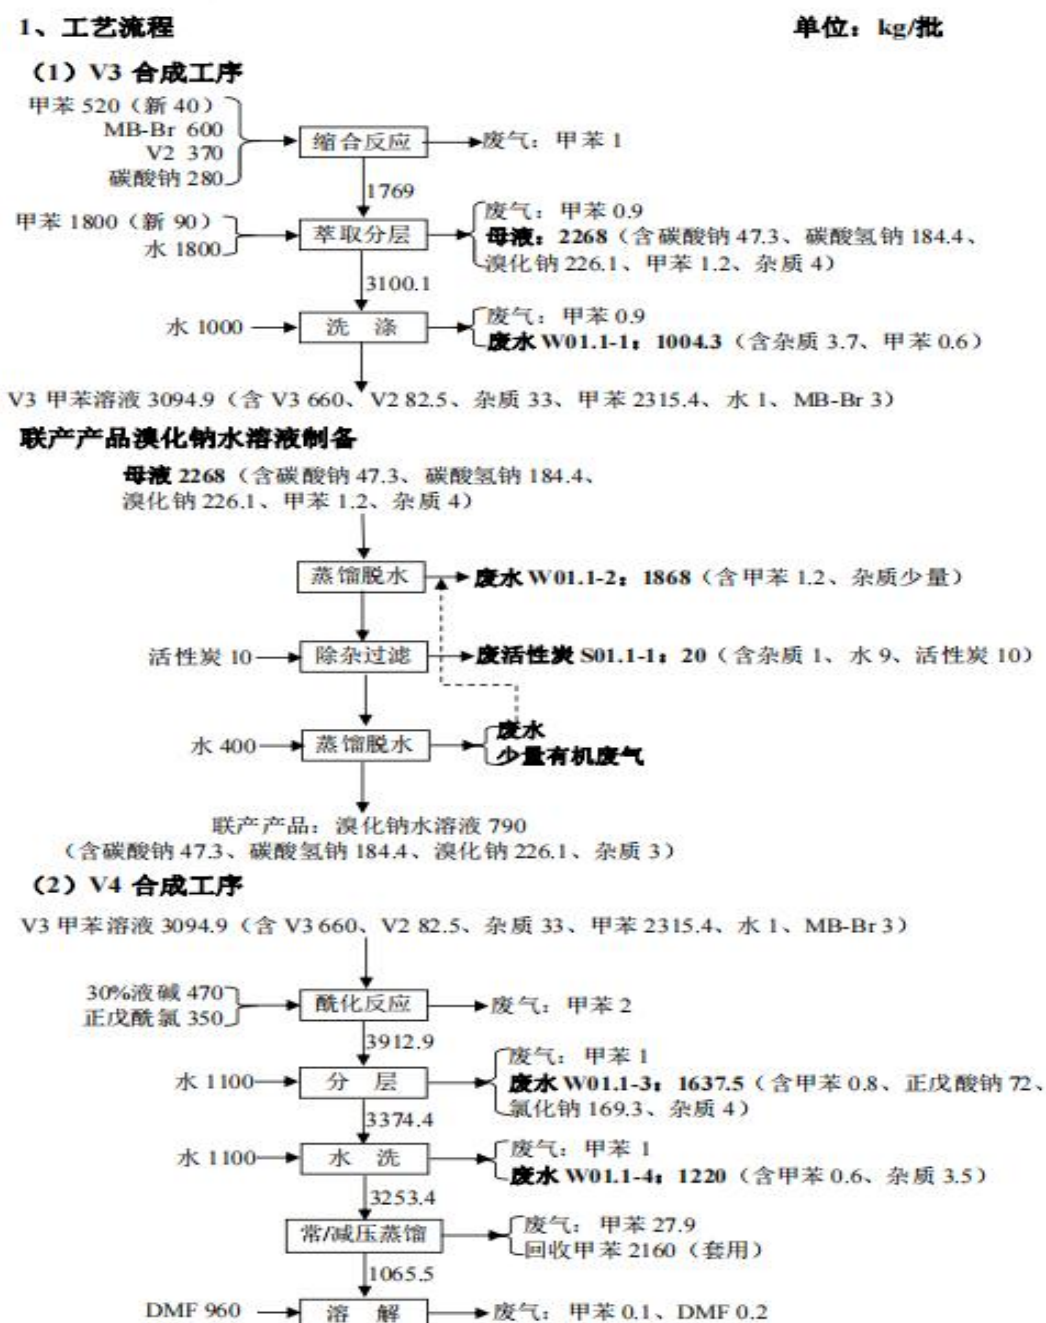 1、工艺流程 单位：kg/批
（1）V3 合成工序
甲苯 520（新 40）
MB-Br 600
V2 370
碳酸钠 280
缩合反应
废气：甲苯 1
1769
甲苯 1800（新 90）
水 1800
萃取分层
废气：甲苯 0.9
母液：2268（含碳酸钠 47.3、碳酸氢钠 184.4、
溴化钠 226.1、甲苯 1.2、杂质 4）
3100.1
水 1000
洗 涤
废气：甲苯 0.9
废水 W01.1-1：1004.3（含杂质 3.7、甲苯 0.6）
V3 甲苯溶液 3094.9（含 V3 660、V2 82.5、杂质 33、甲苯 2315.4、水 1、MB-Br 3）
联产产品溴化钠水溶液制备
母液 2268（含碳酸钠 47.3、碳酸氢钠 184.4、
溴化钠 226.1、甲苯 1.2、杂质 4）
蒸馏脱水
废水 W01.1-2：1868（含甲苯 1.2、杂质少量）
活性炭 10
除杂过滤
废活性炭 S01.1-1：20（含杂质 1、水 9、活性炭 10）
水 400
蒸馏脱水
废水
少量有机废气
联产产品：溴化钠水溶液 790
（含碳酸钠 47.3、碳酸氢钠 184.4、溴化钠 226.1、杂质 3）
（2）V4 合成工序
V3 甲苯溶液 3094.9（含 V3 660、V2 82.5、杂质 33、甲苯 2315.4、水 1、MB-Br 3）
30%液碱 470
正戊酰氯 350
酰化反应
废气：甲苯 2
3912.9
水 1100
分 层
废气：甲苯 1
废水 W01.1-3：1637.5（含甲苯 0.8、正戊酸钠 72、
氯化钠 169.3、杂质 4）
3374.4
水 1100
水 洗
废气：甲苯 1
废水 W01.1-4：1220（含甲苯 0.6、杂质 3.5）
3253.4
常/减压蒸馏
废气：甲苯 27.9
回收甲苯 2160（套用）
1065.5
DMF 960
溶 解
废气：甲苯 0.1、DMF 0.2